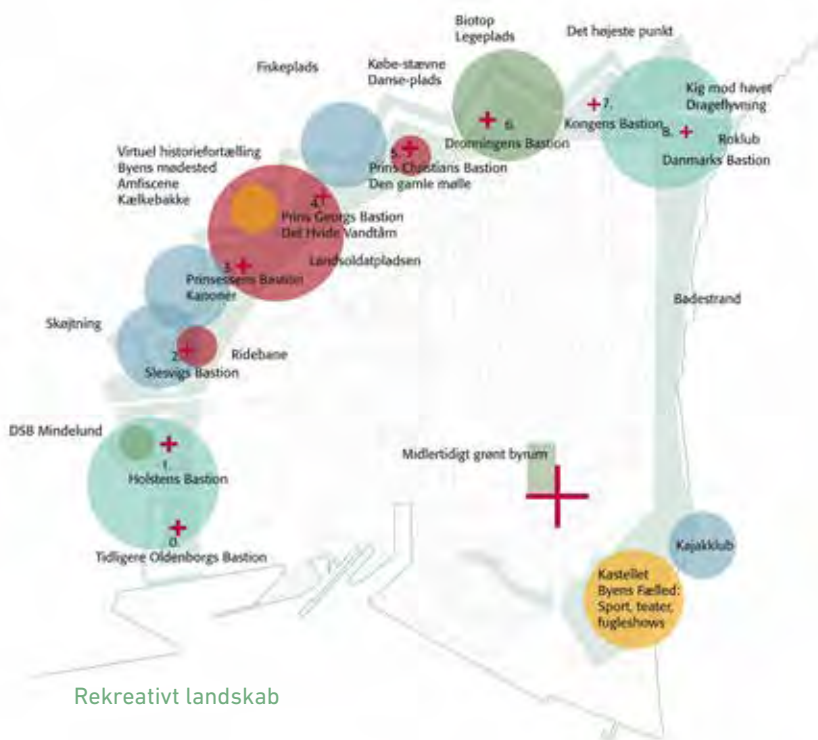 Biotop
Legeplads
Det højeste punkt
Fiskeplads
Købe-stævne
Danse-plads
Kig mod havet
Drageflyvning
7.
6.
Kongens Bastion
8.
Roklub
Dronningens Bastion
Danmarks Bastion
Virtuel historiefortælling
Byens mødested
Amfiscene
Kælkebakke
5.
Prins Christians Bastion
Den gamle mølle
4.
Prins Georgs Bastion
Det Hvide Vandtårn
Landsoldatpladsen
3.
Prinsessens Bastion
Kanoner
Badestrand
Skøjtning
2.
Ridebane
Slesvigs Bastion
DSB Mindelund
1.
Holstens Bastion
Midlertidigt grønt byrum
0.
Tidligere Oldenborgs Bastion
Kajakklub
Kastellet
Byens Fælled:
Sport, teater,
fugleshows
Rekreativt landskab